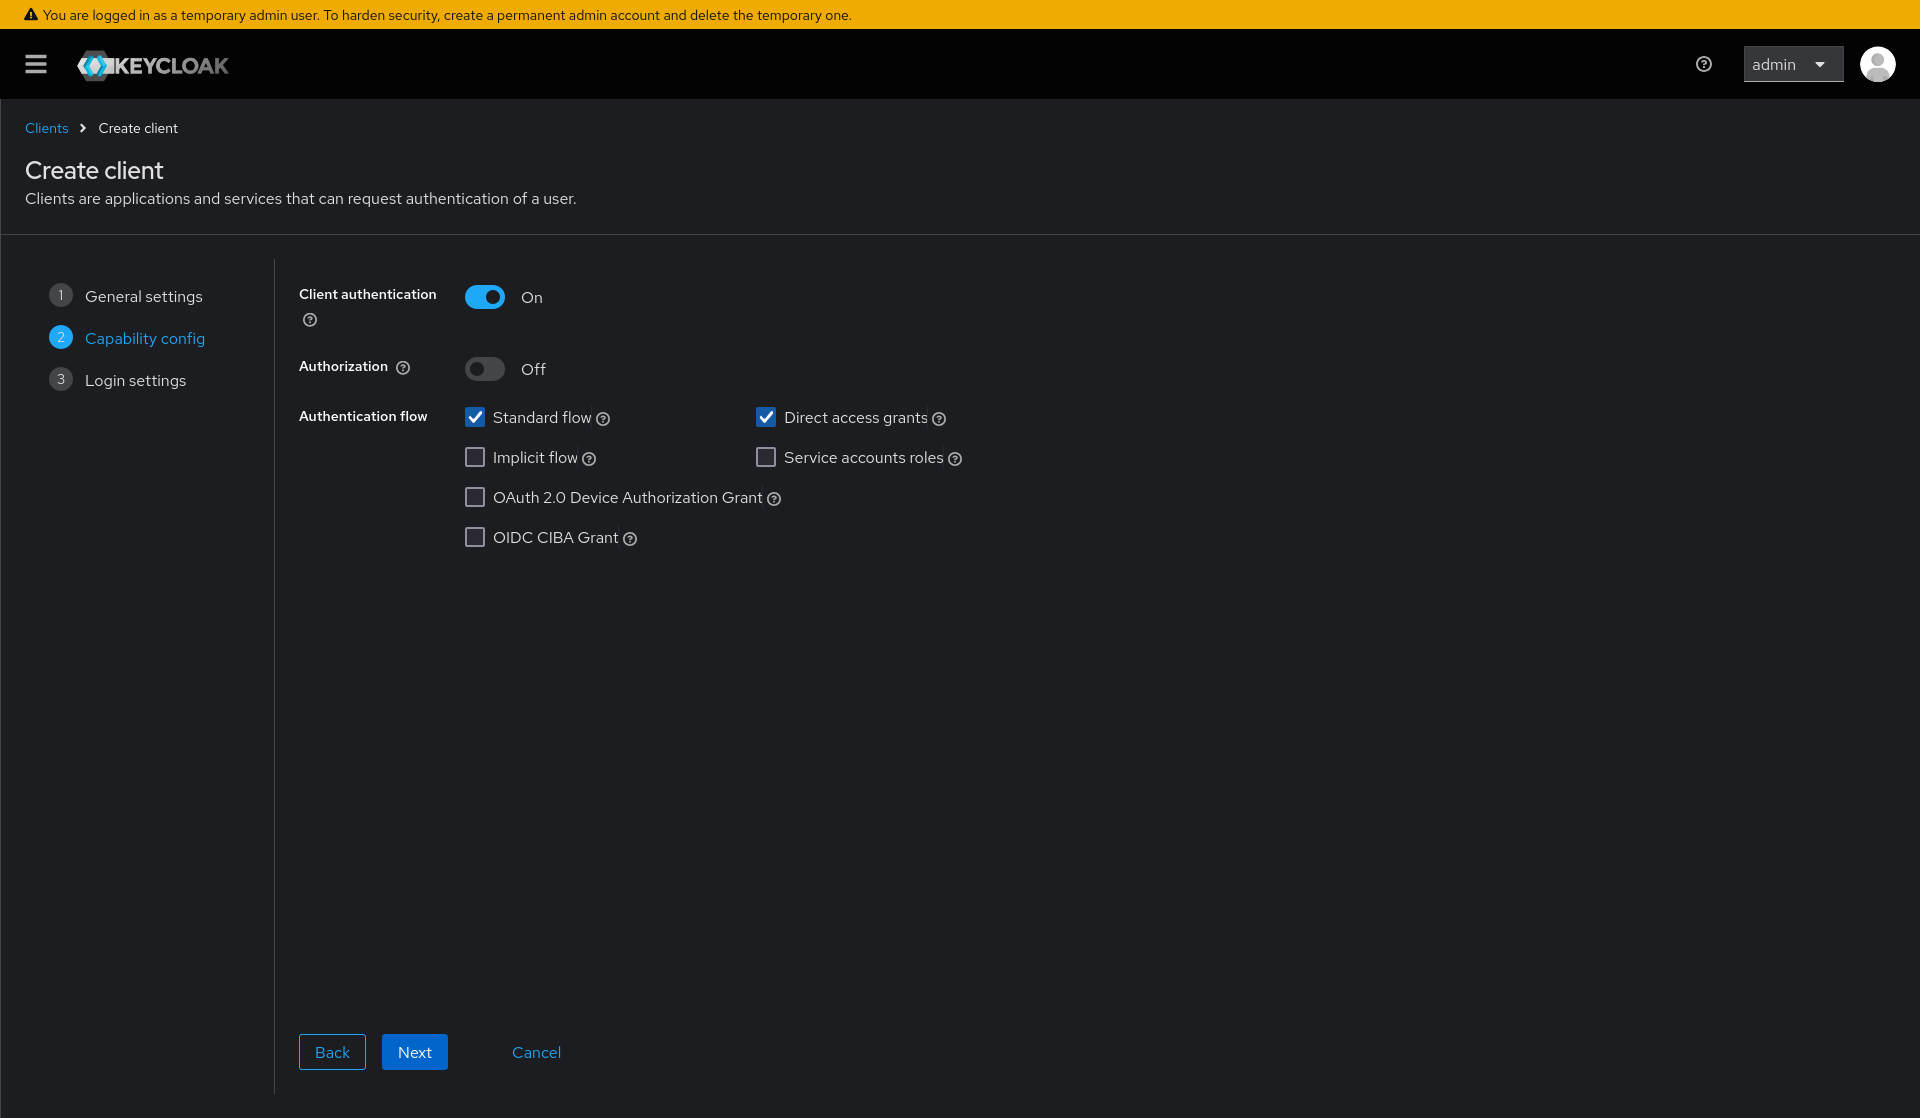 You are logged in as a temporary admin user. To harden security, create a permanent admin account and delete the temporary one.
KEYCLOAK
admin
Clients
Create client
Create client
Clients are applications and services that can request authentication of a user.
1 General settings
2 Capability config
3 Login settings
Client authentication
On
Authorization
Off
Authentication flow
Standard flow
Direct access grants
Implicit flow
Service accounts roles
OAuth 2.0 Device Authorization Grant
OIDC CIBA Grant
Back
Next
Cancel